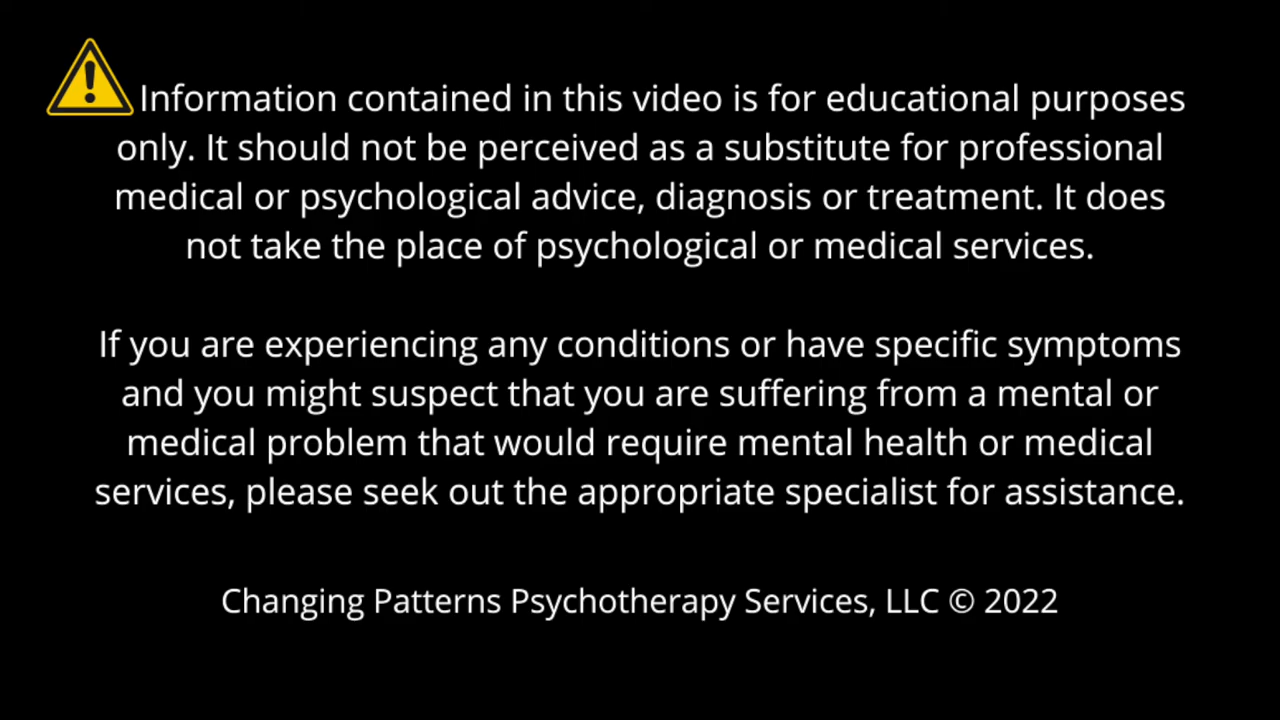 Information contained in this video is for educational purposes
only. It should not be perceived as a substitute for professional
medical or psychological advice, diagnosis or treatment. It does
not take the place of psychological or medical services.
If you are experiencing any conditions or have specific symptoms
and you might suspect that you are suffering from a mental or
medical problem that would require mental health or medical
services, please seek out the appropriate specialist for assistance.
Changing Patterns Psychotherapy Services, LLC © 2022